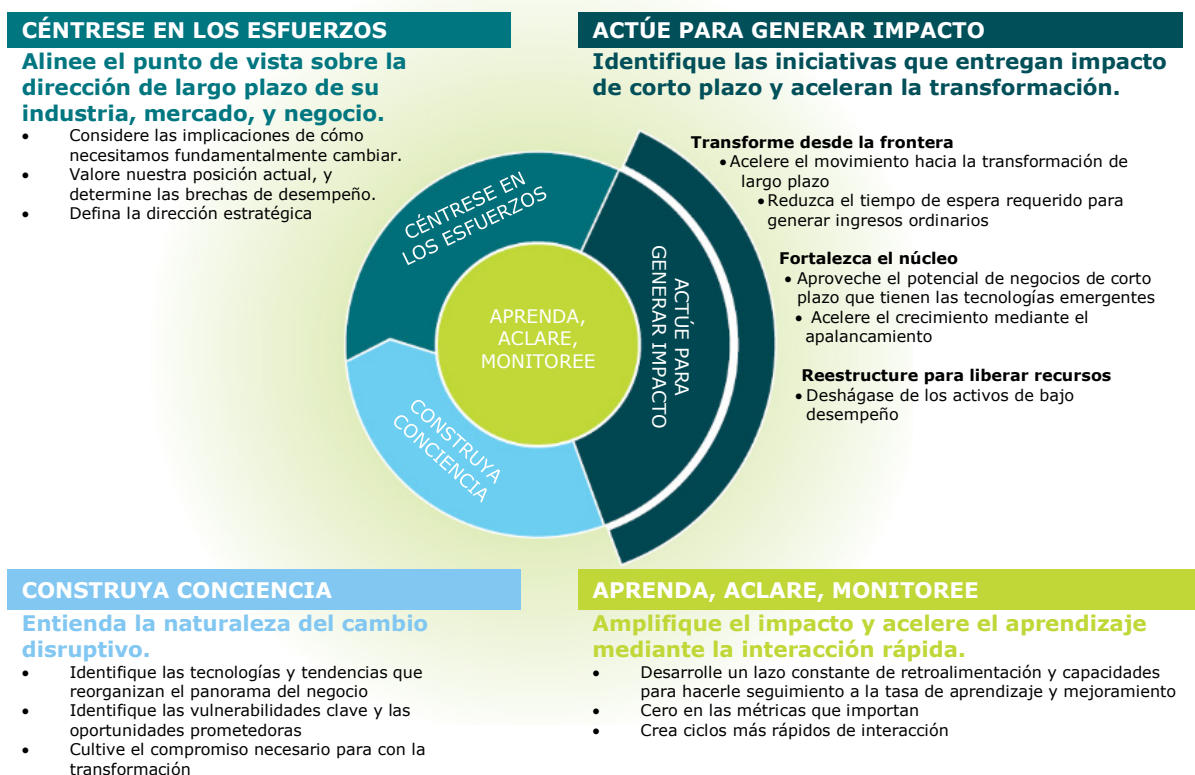 CÉNTRESE EN LOS ESFUERZOS
Alinee el punto de vista sobre la
dirección de largo plazo de su
industria, mercado, y negocio.
• Considere las implicaciones de cómo
necesitamos fundamentalmente cambiar.
• Valore nuestra posición actual, y
determine las brechas de desempeño.
• Defina la dirección estratégica
ACTÚE PARA GENERAR IMPACTO
Identifique las iniciativas que entregan impacto
de corto plazo y aceleran la transformación.
Transforme desde la frontera
• Acelere el movimiento hacia la transformación de
largo plazo
• Reduzca el tiempo de espera requerido para
generar ingresos ordinarios
Fortalezca el núcleo
• Aproveche el potencial de negocios de corto
plazo que tienen las tecnologías emergentes
• Acelere el crecimiento mediante el
apalancamiento
Reestructure para liberar recursos
• Deshágase de los activos de bajo
desempeño
CÉNTRESE EN
LOS ESFUERZOS
ACTÚE PARA
GENERAR IMPACTO
APRENDA,
ACLARE,
MONITOREE
CONSTRUYA
CONCIENCIA
CONSTRUYA CONCIENCIA
Entienda la naturaleza del cambio
disruptivo.
• Identifique las tecnologías y tendencias que
reorganizan el panorama del negocio
• Identifique las vulnerabilidades clave y las
oportunidades prometedoras
• Cultive el compromiso necesario para con la
transformación
APRENDA, ACLARE, MONITOREE
Amplifique el impacto y acelere el aprendizaje
mediante la interacción rápida.
• Desarrolle un lazo constante de retroalimentación y capacidades
para hacerle seguimiento a la tasa de aprendizaje y mejoramiento
• Cero en las métricas que importan
• Crea ciclos más rápidos de interacción